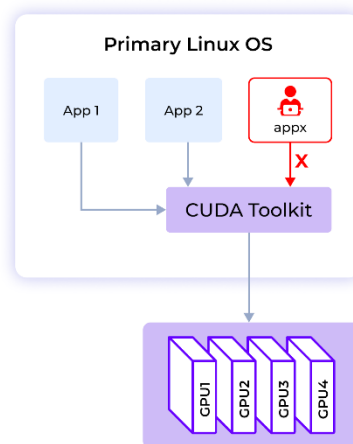 Primary Linux OS
App 1
App 2
appx
X
CUDA Toolkit
GPU1
GPU2
GPU3
GPU4